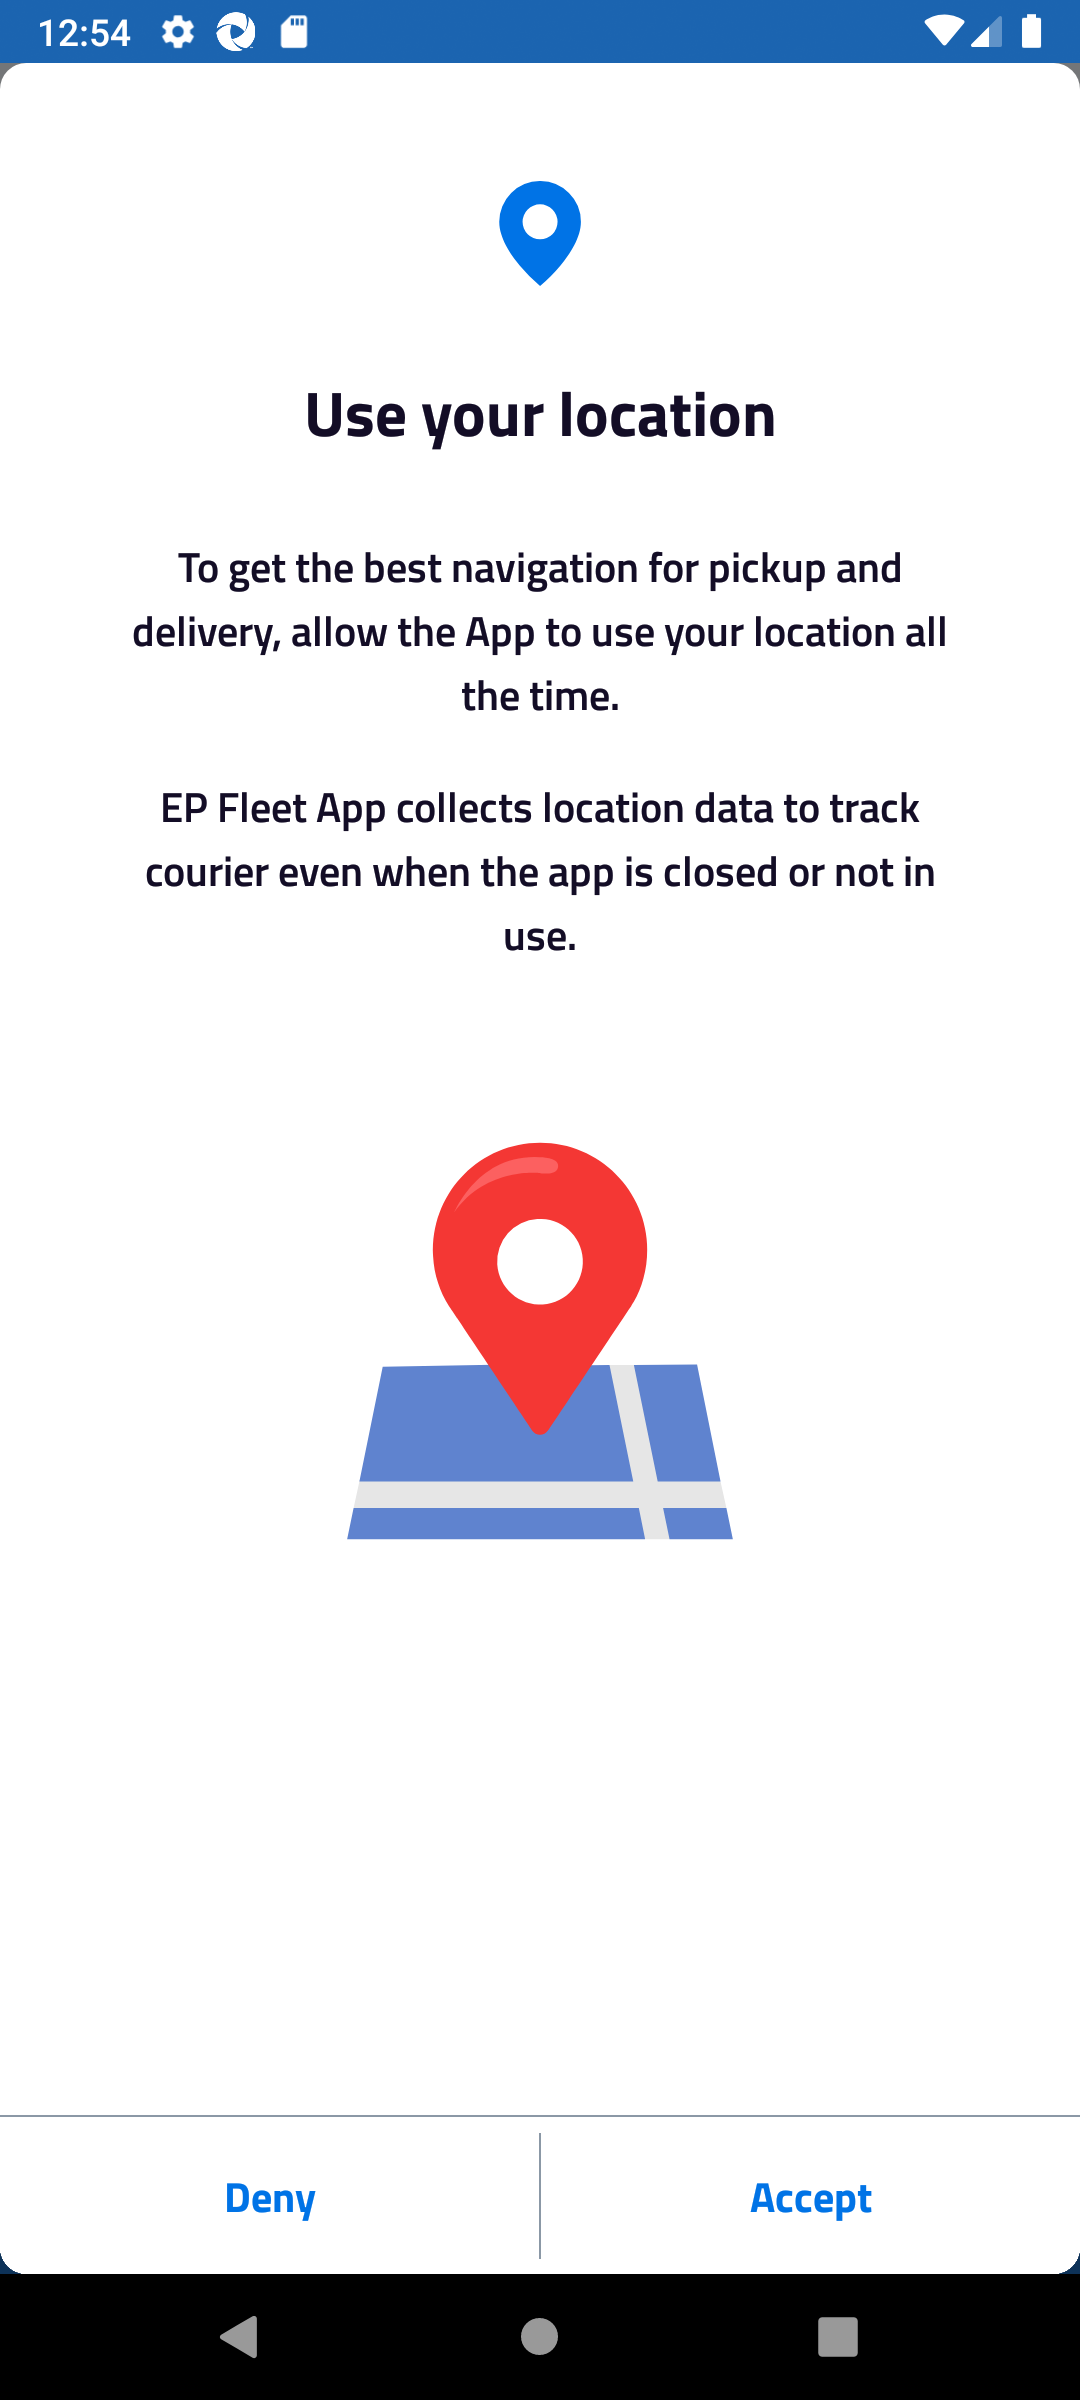 12:54
Use your location
To get the best navigation for pickup and
delivery, allow the App to use your location all
the time.
EP Fleet App collects location data to track
courier even when the app is closed or not in
use.
Deny
Accept